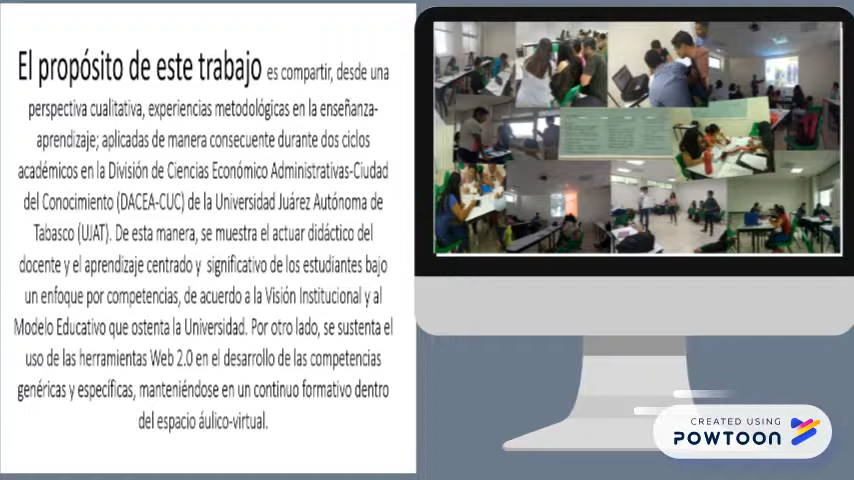 El propósito de este trabajo es compartir, desde una
perspectiva cualitativa, experiencias metodológicas en la enseñanza-
aprendizaje; aplicadas de manera consecuente durante dos ciclos
académicos en la División de Ciencias Económico Administrativas-Ciudad
del Conocimiento (DACEA-CUC) de la Universidad Juárez Autónoma de
Tabasco (UJAT). De esta manera, se muestra el actuar didáctico del
docente y el aprendizaje centrado y significativo de los estudiantes bajo
un enfoque por competencias, de acuerdo a la Visión Institucional y al
Modelo Educativo que ostenta la Universidad. Por otro lado, se sustenta el
uso de las herramientas Web 2.0 en el desarrollo de las competencias
genéricas y específicas, manteniéndose en un continuo formativo dentro
del espacio áulico-virtual.
CREATED USING
POWTOON